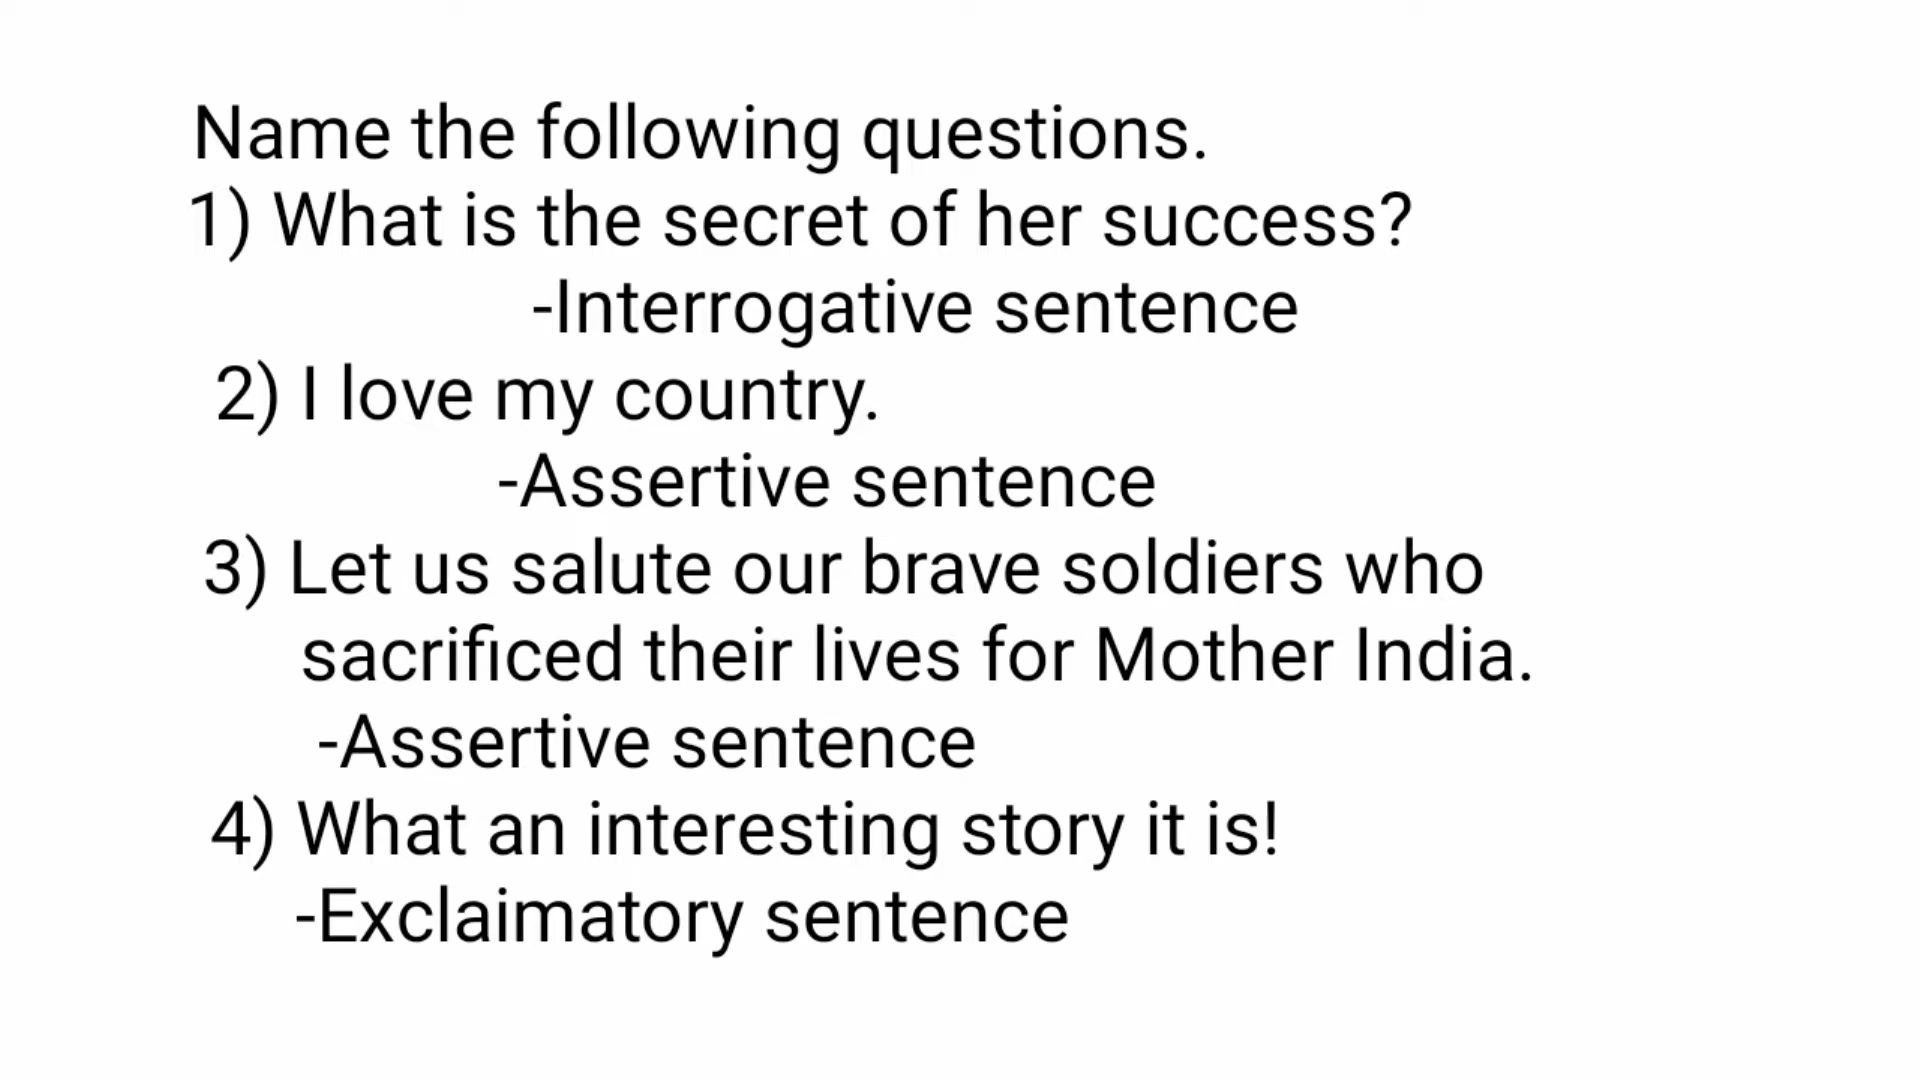 Name the following questions.
1) What is the secret of her success?
-Interrogative sentence
2) I love my country.
-Assertive sentence
3) Let us salute our brave soldiers who
sacrificed their lives for Mother India.
-Assertive sentence
4) What an interesting story it is!
-Exclaimatory sentence